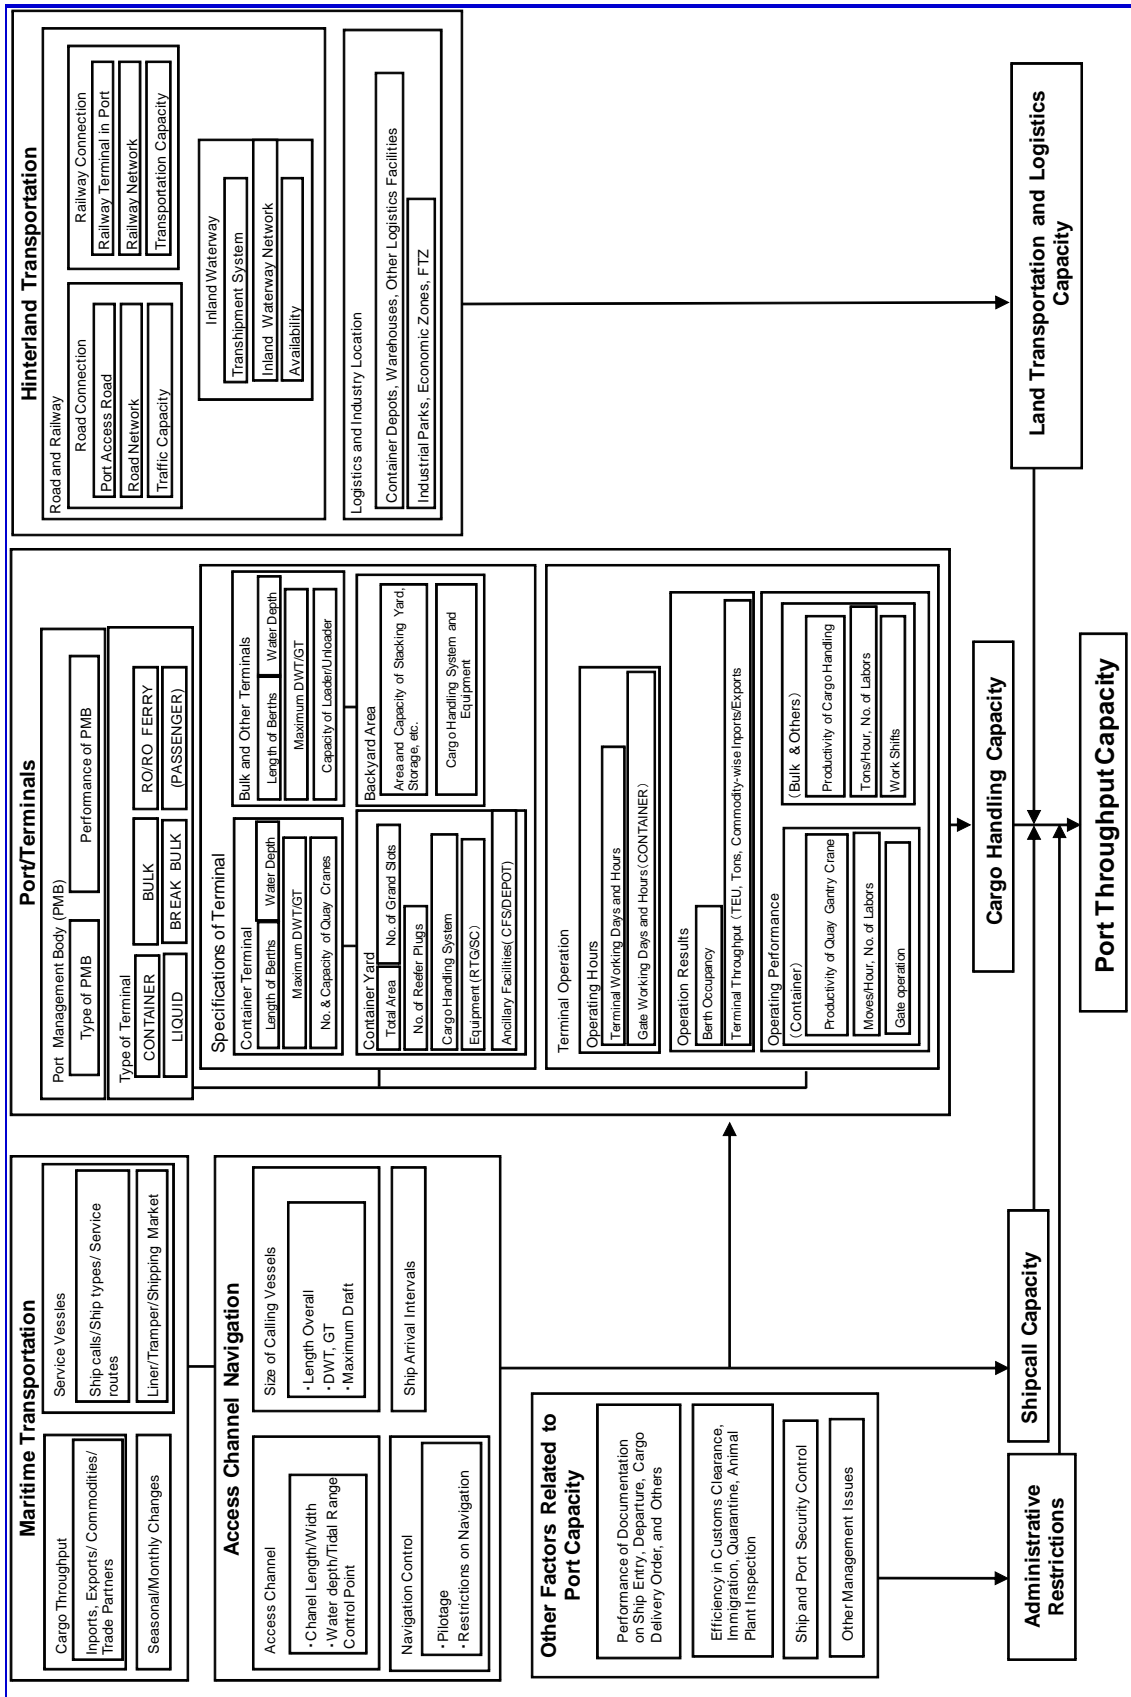 Maritime Transportation
Cargo Throughput
Inports, Exports/ Commodities/
Trade Partners
Seasonal/Monthly Changes
Service Vessles
Ship calls/Ship types/ Service
routes
Liner/Tramper/Shipping Market
Access Channel Navigation
Access Channel
・Chanel Length/Width
・Water depth/Tidal Range
Control Point
Navigation Control
・Pilotage
・Restrictions on Navigation
Size of Calling Vessels
・Length Overall
・DWT, GT
・Maximum Draft
Ship Arrival Intervals
Other Factors Related to
Port Capacity
Performance of Documentation
on Ship Entry, Departure, Cargo
Delivery Order, and Others
Efficiency in Customs Clearance,
Immigration, Quarantine, Animal
Plant Inspection
Ship and Port Security Control
Other Management Issues
Port/Terminals
Port Management Body (PMB)
Type of PMB
Performance of PMB
Type of Terminal
CONTAINER
BULK
RO/RO FERRY
LIQUID
BREAK BULK
(PASSENGER)
Specifications of Terminal
Container Terminal
Length of Berths
Water Depth
Maximum DWT/GT
No. & Capacity of Quay Cranes
Container Yard
Total Area
No. of Grand Slots
No. of Reefer Plugs
Cargo Handling System
Equipment (RTG/SC)
Ancillary Facilities( CFS/DEPOT)
Bulk and Other Terminals
Length of Berths
Water Depth
Maximum DWT/GT
Capacity of Loader/Unloader
Backyard Area
Area and Capacity of Stacking Yard,
Storage, etc.
Cargo Handling System and
Equipment
Terminal Operation
Operating Hours
Terminal Working Days and Hours
Gate Working Days and Hours(CONTAINER)
Operation Results
Berth Occupancy
Terminal Throughput (TEU, Tons, Commodity-wise Inports/Exports
Operating Performance
(Container)
Productivity of Quay Gantry Crane
Moves/Hour, No. of Labors
Gate operation
(Bulk & Others)
Productivity of Cargo Handling
Tons/Hour, No. of Labors
Work Shifts
Hinterland Transportation
Road and Railway
Road Connection
Port Access Road
Road Network
Traffic Capacity
Railway Connection
Railway Terminal in Port
Railway Network
Transportation Capacity
Inland Waterway
Transhipment System
Inland Waterway Network
Availability
Logistics and Industry Location
Container Depots, Warehouses, Other Logistics Facilities
Industrial Parks, Economic Zones, FTZ
Administrative
Restrictions
Shipcall Capacity
Cargo Handling Capacity
Land Transportation and Logistics
Capacity
Port Throughput Capacity